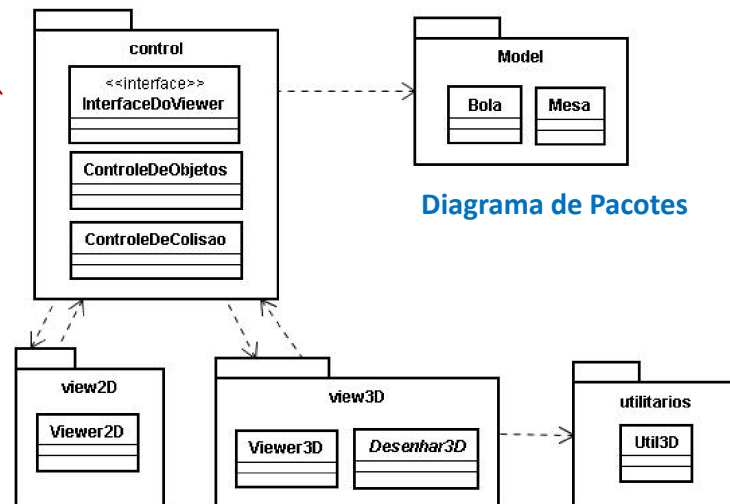 control
<<interface>>
InterfaceDoViewer
ControleDeObjetos
ControleDeColisao
Model
Bola
Mesa
Diagrama de Pacotes
view2D
Viewer2D
view3D
Viewer3D
Desenhar3D
utilitarios
Util3D